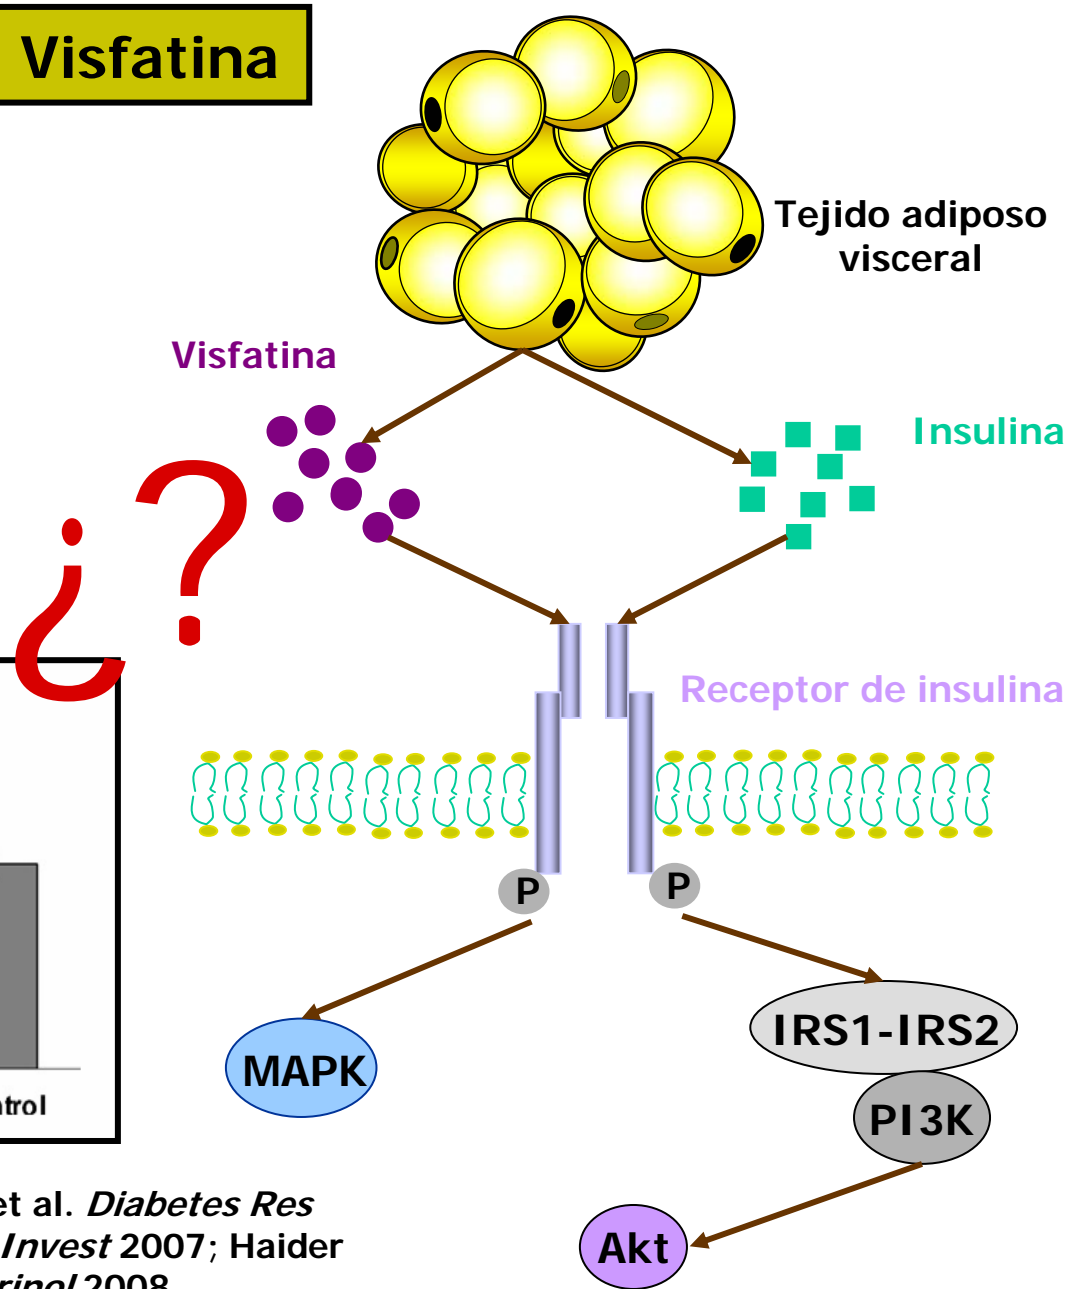 Visfatina
Tejido adiposo
visceral
Visfatina
Insulina
¿?
Receptor de insulina
P
P
MAPK
IRS1-IRS2
PI3K
Akt
et al. Diabetes Res
Invest 2007; Haider
2008